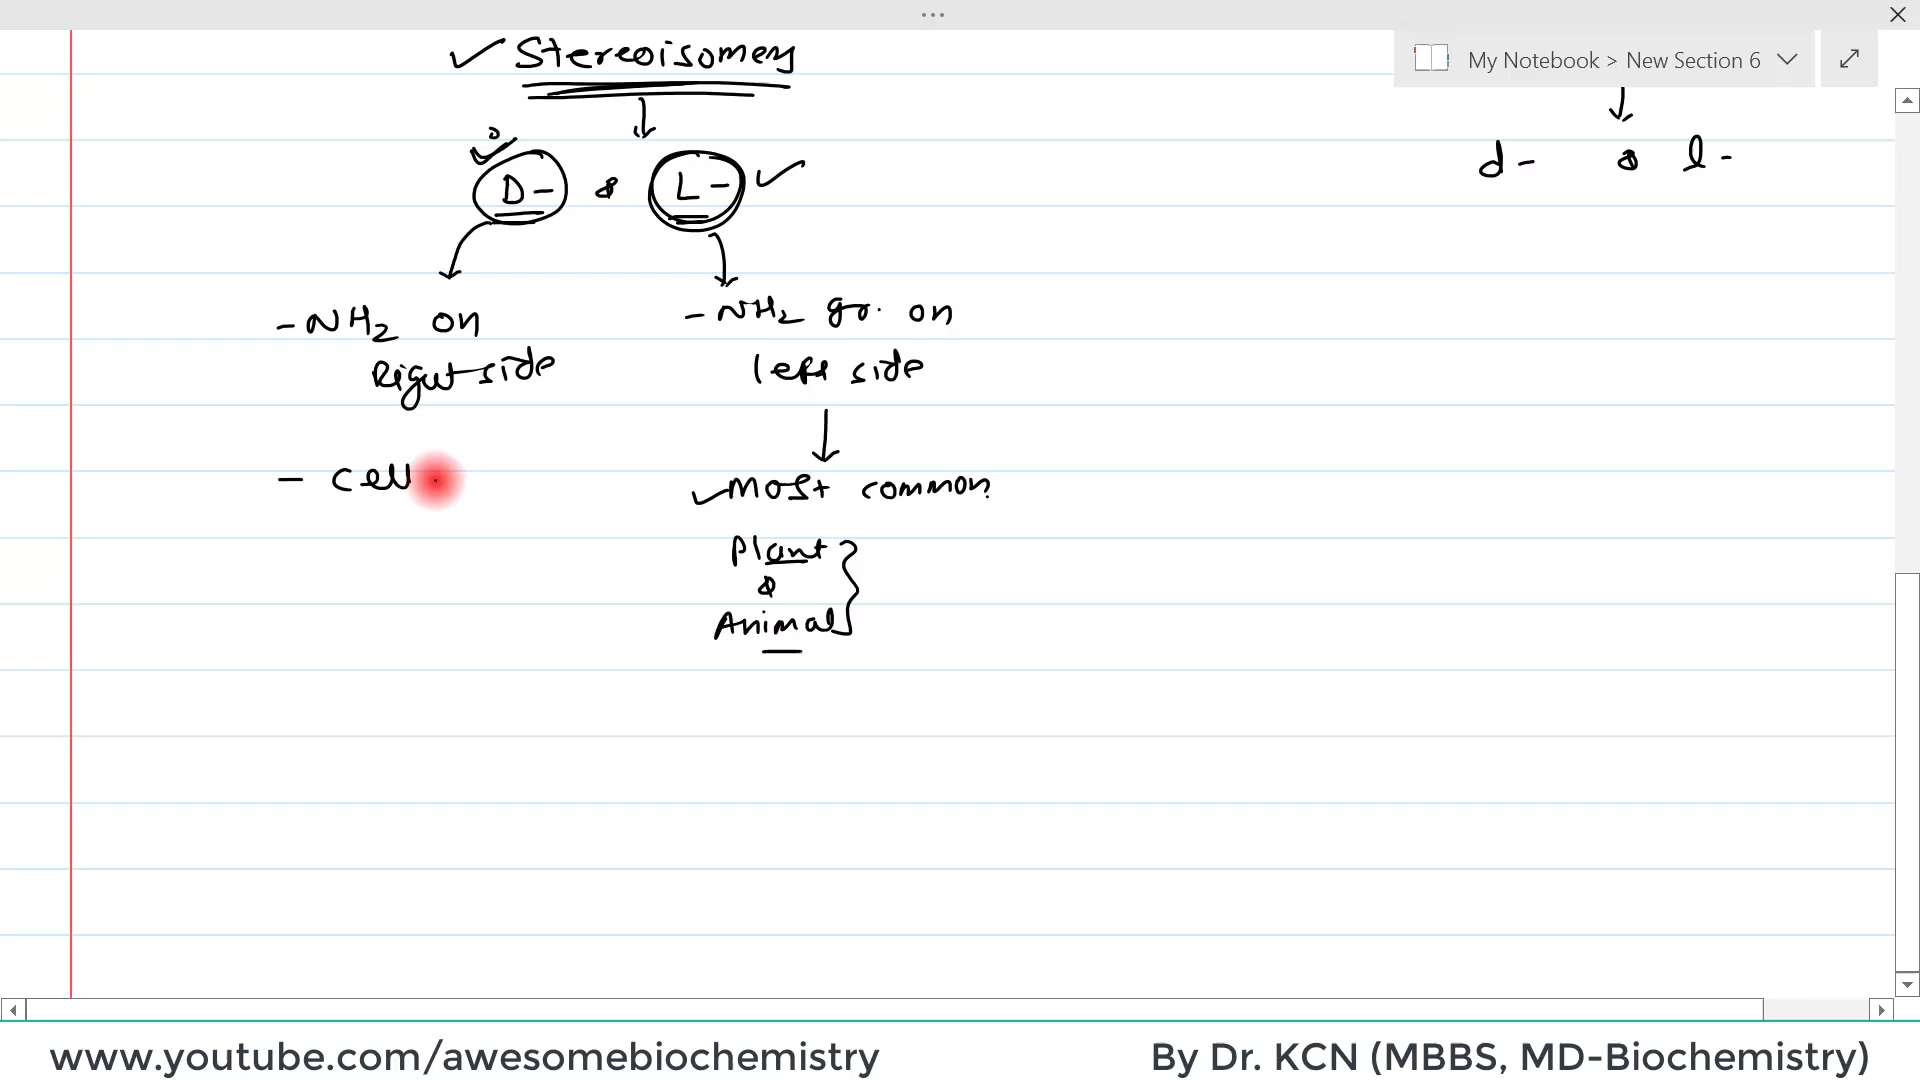 Stereoisomers
My Notebook > New Section 6
D- & L-
d- & l-
-NH2 on
Right side
-NH2 gr. on
left side
- Cell
Most common
Plant
&
Animal
www.youtube.com/awesomebiochemistry
By Dr. KCN (MBBS, MD-Biochemistry)